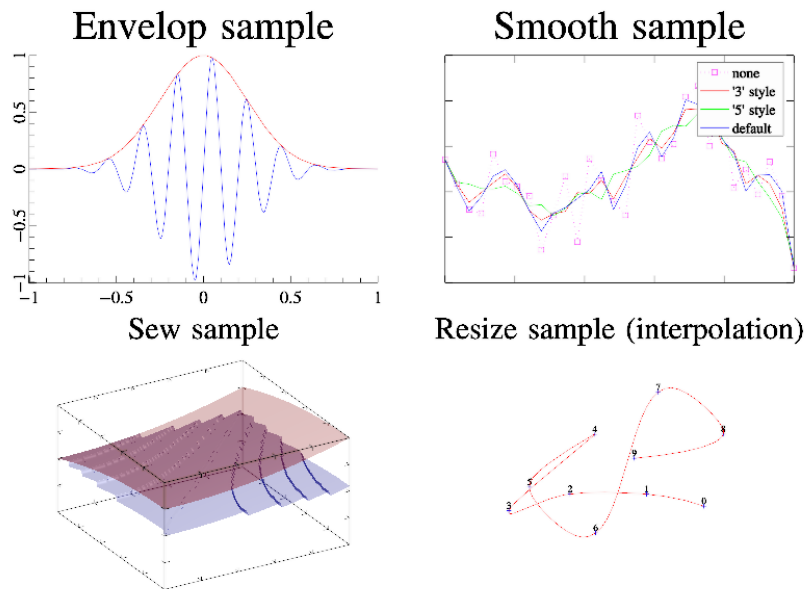 Envelop sample
1
0.5
0
−0.5
−1
−1
−0.5
0
0.5
1
Smooth sample
none
'3' style
'5' style
default
Sew sample
Resize sample (interpolation)
7
4
8
9
5
2
1
0
3
6